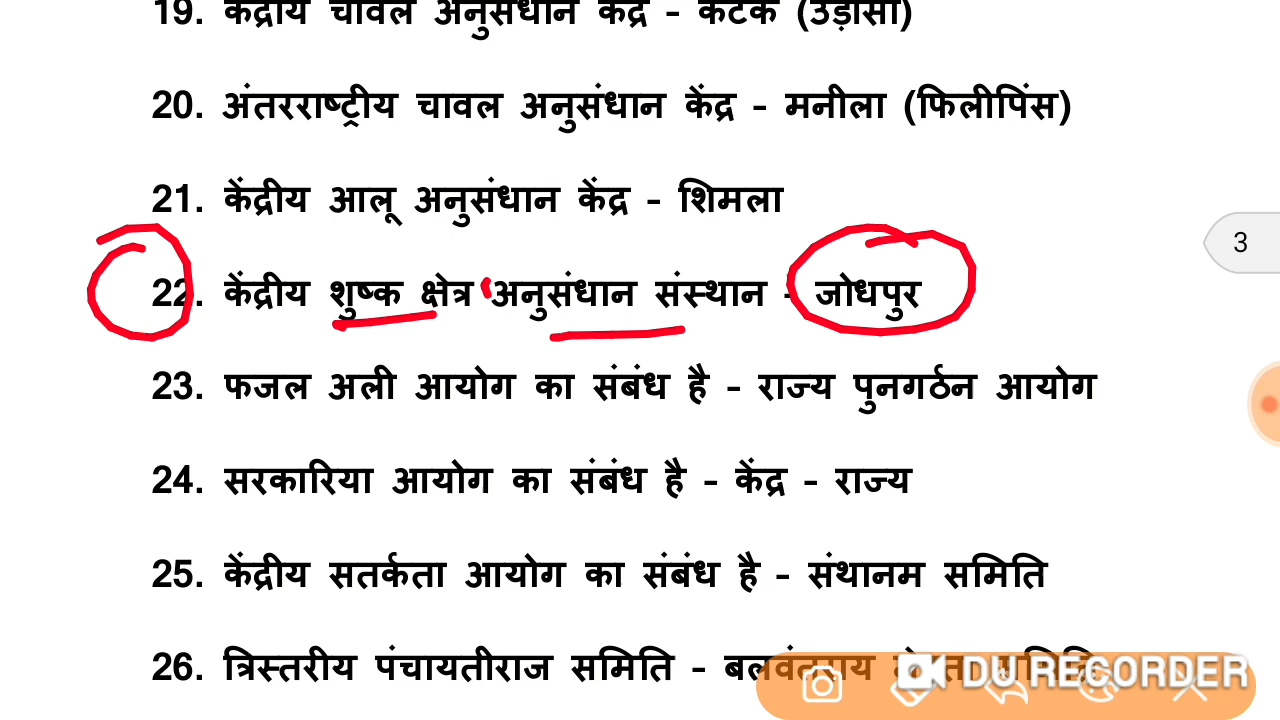 19. केंद्रीय चावल अनुसंधान केंद्र – कटक (उड़ीसा)
20. अंतरराष्ट्रीय चावल अनुसंधान केंद्र – मनीला (फिलीपिंस)
21. केंद्रीय आलू अनुसंधान केंद्र – शिमला
3
22. केंद्रीय शुष्क क्षेत्र अनुसंधान संस्थान - जोधपुर
23. फजल अली आयोग का संबंध है – राज्य पुनगर्ठन आयोग
24. सरकारिया आयोग का संबंध है – केंद्र – राज्य
25. केंद्रीय सतर्कता आयोग का संबंध है – संथानम समिति
26. त्रिस्तरीय पंचायतीराज समिति – बलवंतराय
DU RECORDER